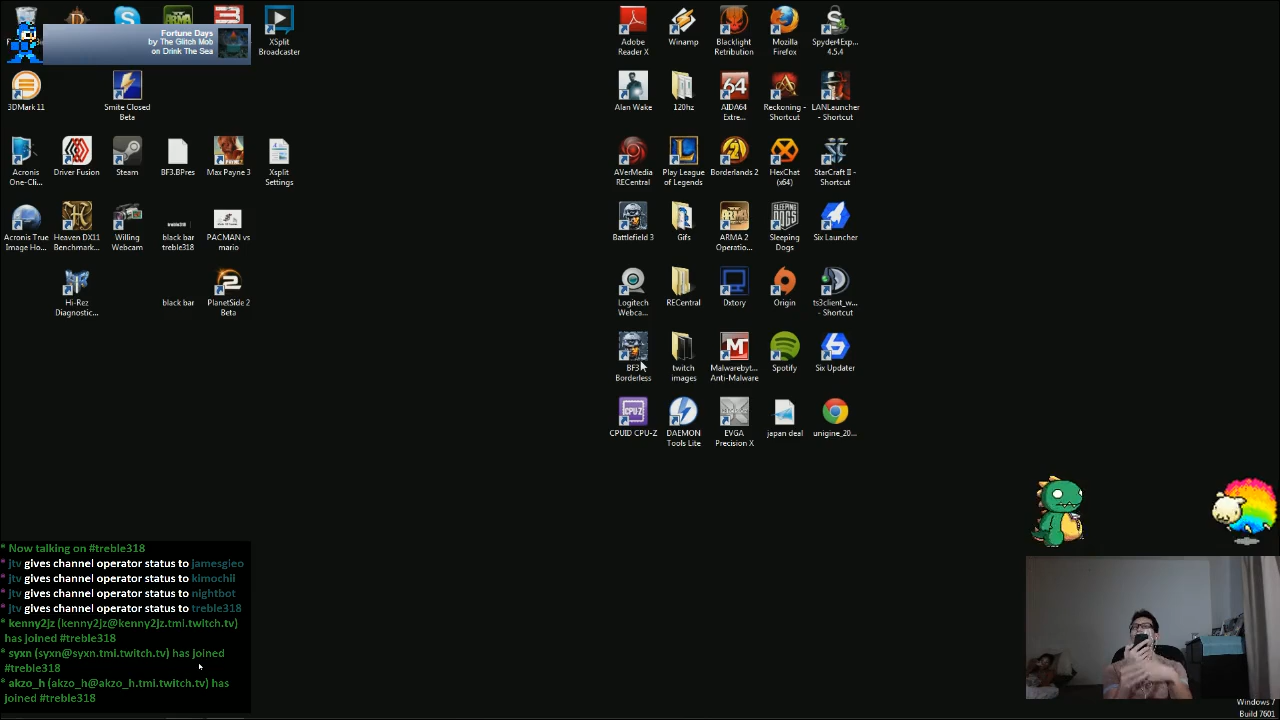 Fortune Days
by The Glitch Mob
on Drink The Sea
XSplit
Broadcaster
Adobe
Reader X
Winamp
Blacklight
Retribution
Mozilla
Firefox
Spyder4Exp...
4.5.4
3DMark 11
Smite Closed
Beta
Alan Wake
120hz
64
AIDA64
Extre...
Reckoning -
Shortcut
LANLauncher
- Shortcut
Acronis
One-Cli...
Driver Fusion
Steam
BF3.BPres
Max Payne 3
Xsplit
Settings
AVerMedia
RECentral
Play League
of Legends
Borderlands 2
HexChat
(x64)
StarCraft II -
Shortcut
Acronis True
Image Ho...
Heaven DX11
Benchmark...
Willing
Webcam
black bar
treble318
PACMAN vs
mario
Battlefield 3
Gifs
ARMA 2
Operatio...
Sleeping
Dogs
Six Launcher
Hi-Rez
Diagnostic...
black bar
PlanetSide 2
Beta
Logitech
Webca...
RECentral
Dxtory
Origin
ts3client_w...
- Shortcut
BF3
Borderless
twitch
images
Malwarebyt...
Anti-Malware
Spotify
Six Updater
CPUID CPU-Z
DAEMON
Tools Lite
EVGA
Precision X
japan deal
unigine_20...
* Now talking on #treble318
* jtv gives channel operator status to jamesgleo
* jtv gives channel operator status to kimochii
* jtv gives channel operator status to nightbot
* jtv gives channel operator status to treble318
* kenny2jz (kenny2jz@kenny2jz.tmi.twitch.tv)
has joined #treble318
* syxn (syxn@syxn.tmi.twitch.tv) has joined
#treble318
* akzo_h (akzo_h@akzo_h.tmi.twitch.tv) has
joined #treble318
Windows 7
Build 7601